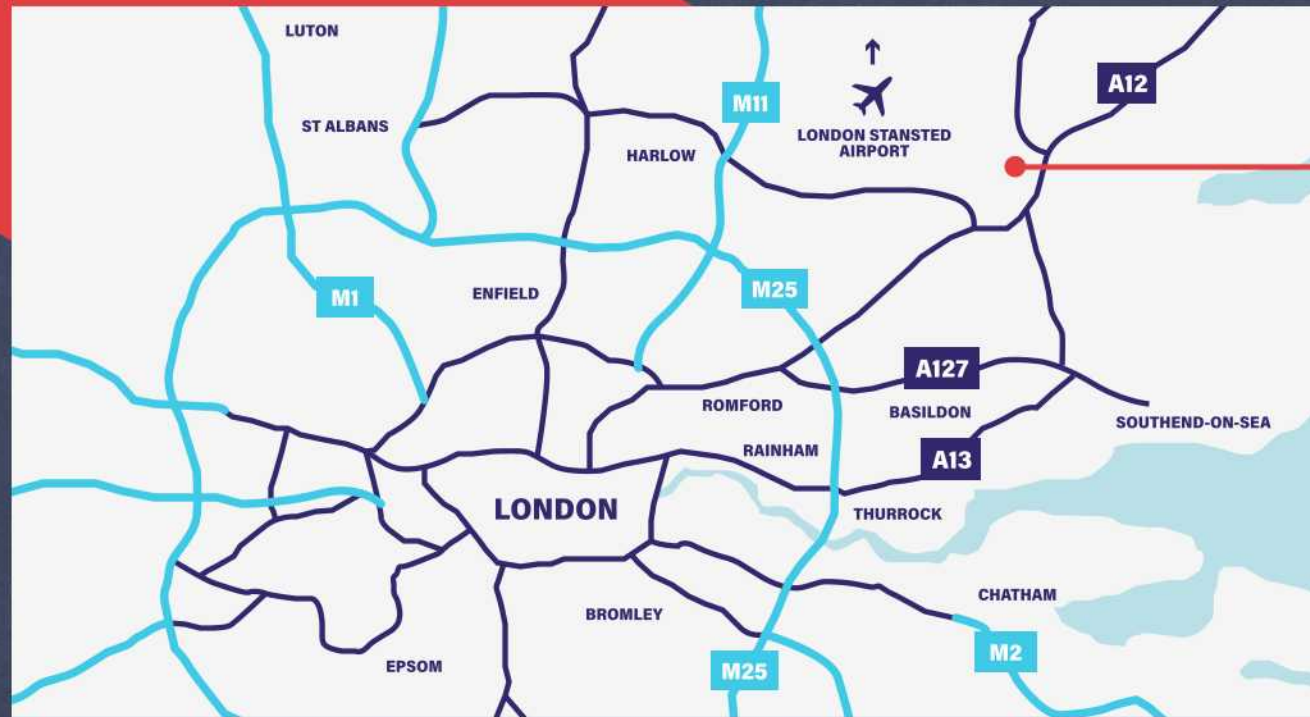 LUTON
A12
M11
ST ALBANS
LONDON STANSTED
AIRPORT
HARLOW
M1
ENFIELD
M25
A127
ROMFORD
BASILDON
SOUTHEND-ON-SEA
RAINHAM
A13
LONDON
THURROCK
CHATHAM
BROMLEY
M2
EPSOM
M25